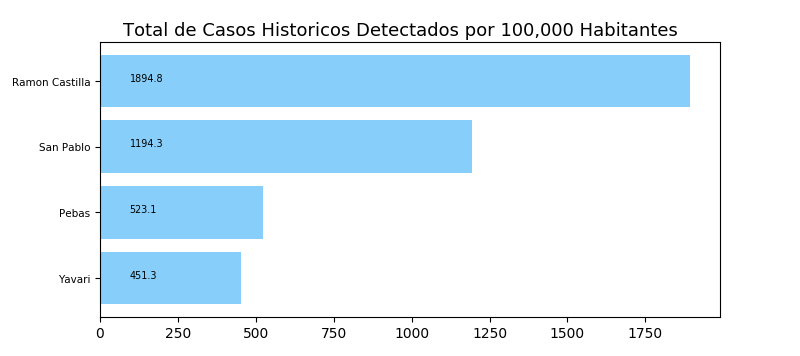 Total de Casos Historicos Detectados por 100,000 Habitantes
Ramon Castilla 1894.8
San Pablo 1194.3
Pebas 523.1
Yavari 451.3
0 250 500 750 1000 1250 1500 1750